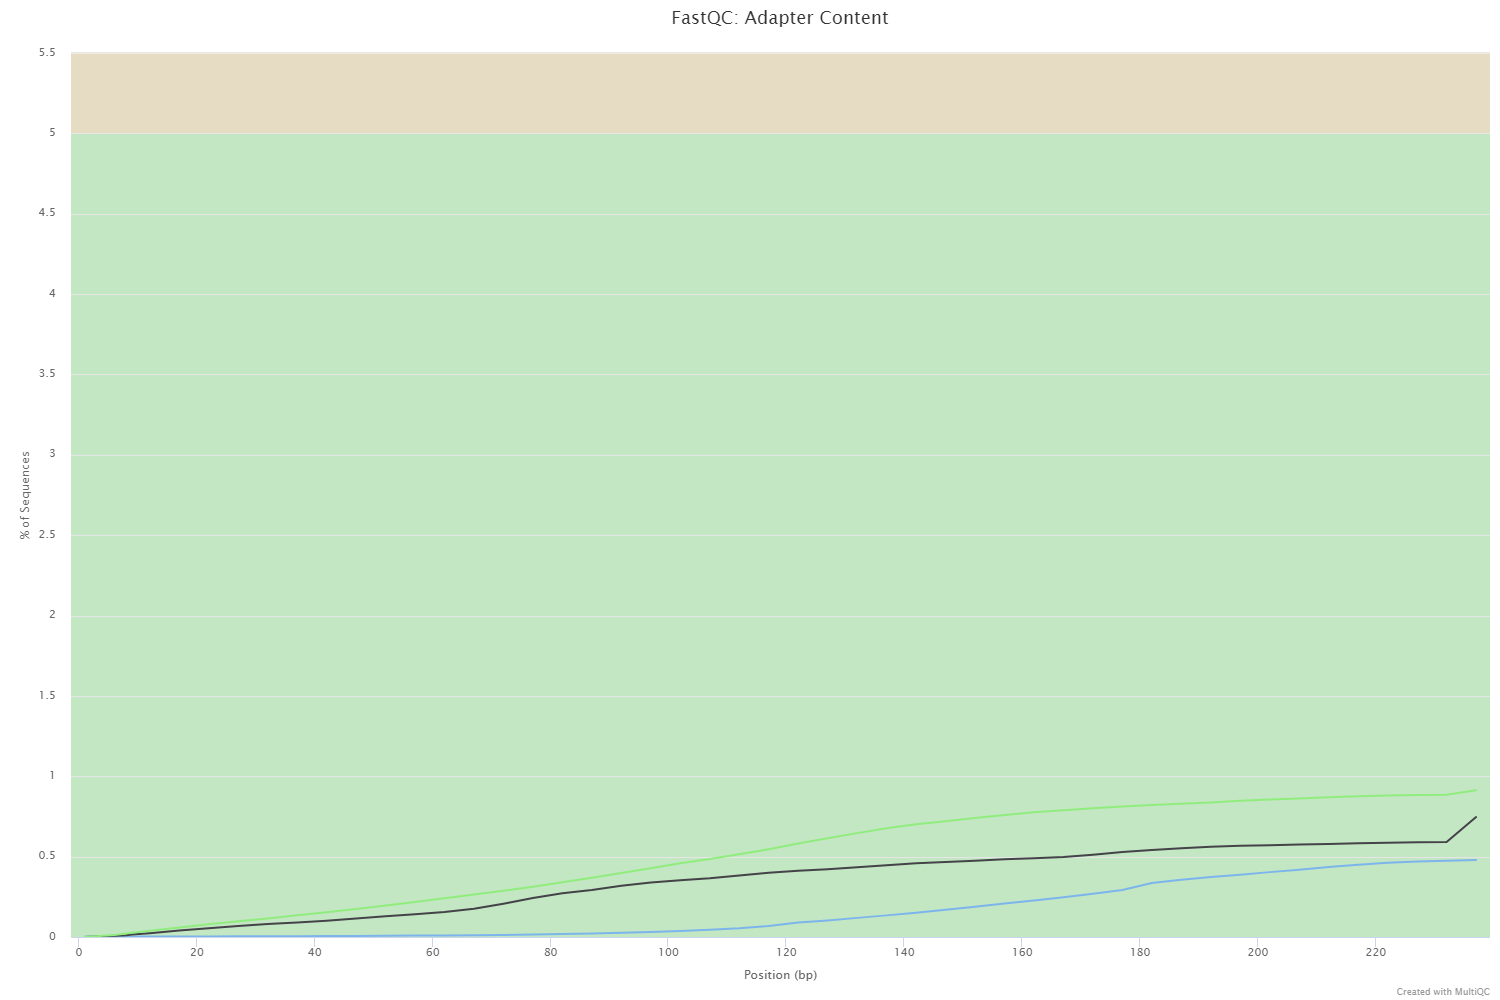 FastQC: Adapter Content
5.5
5
4.5
4
3.5
3
2.5
2
1.5
1
0.5
0
% of Sequences
0 20 40 60 80 100 120 140 160 180 200 220
Position (bp)
Created with MultiQC